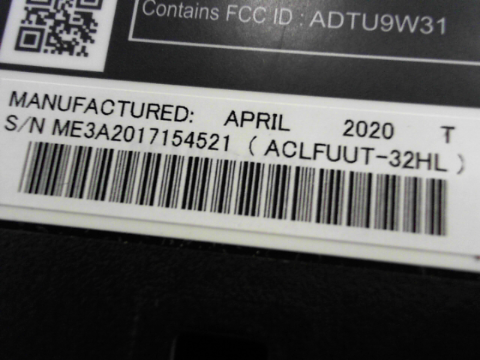 Contains FCC ID : ADTU9W31
MANUFACTURED: APRIL 2020 T
S/N ME3A2017154521 ( ACLFUUT-32HL )